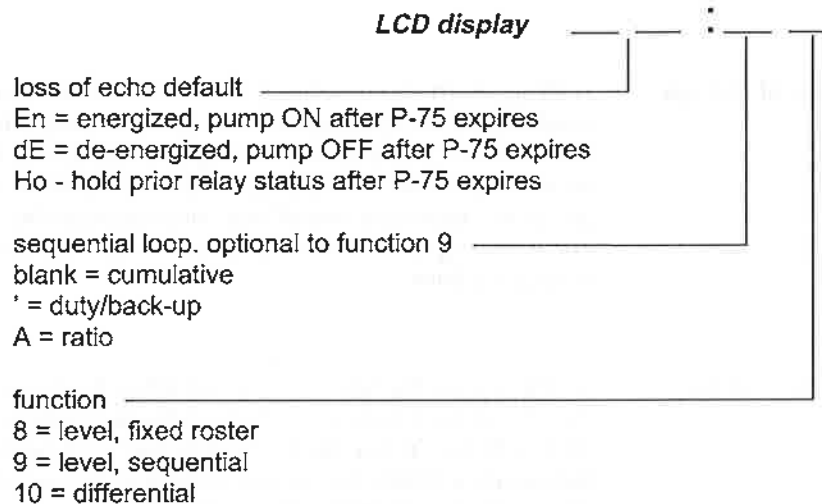 LCD display __ __ : __ __
loss of echo default
En = energized, pump ON after P-75 expires
dE = de-energized, pump OFF after P-75 expires
Ho - hold prior relay status after P-75 expires
sequential loop. optional to function 9
blank = cumulative
' = duty/back-up
A = ratio
function
8 = level, fixed roster
9 = level, sequential
10 = differential